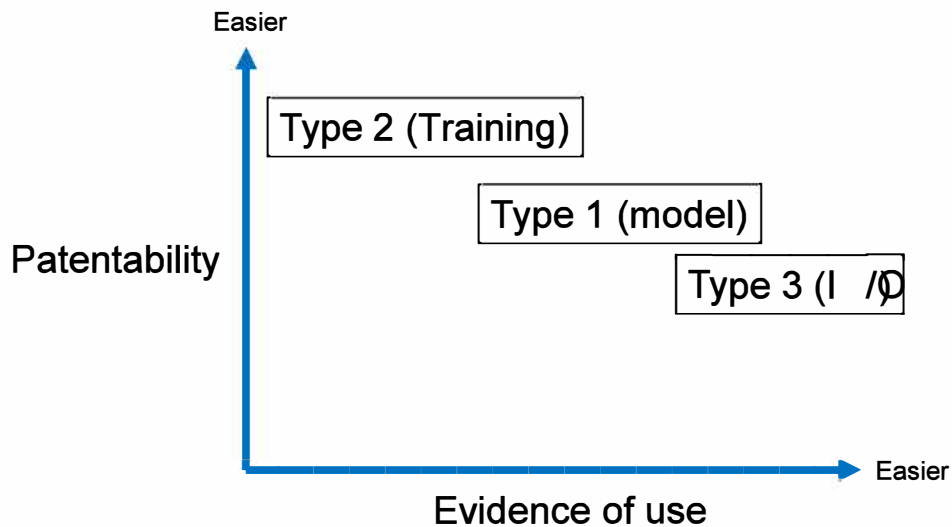 Easier
Type 2 (Training)
Type 1 (model)
Patentability
Type 3 (I /O)
Easier
Evidence of use